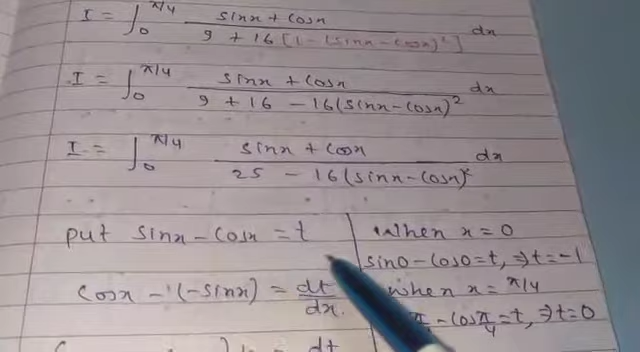 I = ∫₀^π/4 sinx + cosx / 9 + 16 [1 - (sinx - cosx)²] dx
I = ∫₀^π/4 sinx + cosx / 9 + 16 - 16(sinx - cosx)² dx
I = ∫₀^π/4 sinx + cosx / 25 - 16(sinx - cosx)² dx
put sinx - cosx = t
cosx - (-sinx) = dt/dx
dt
When x = 0
sin0 - cos0 = t, ⇒ t = -1
When x = π/4
π/4 - cosπ/4 = t, ⇒ t = 0